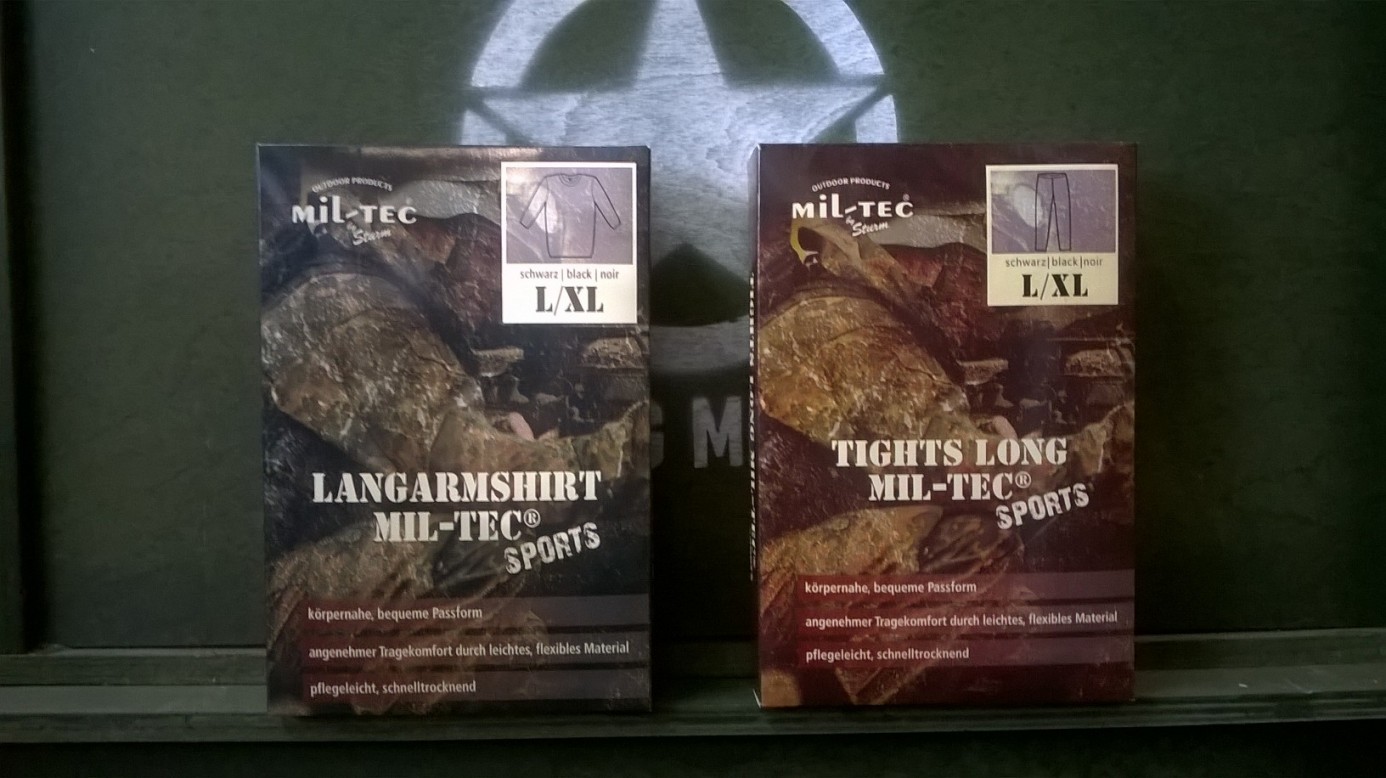 OUTDOOR PRODUCTS
MiL-TEC
by Sturm
schwarz | black | noir
L/XL
LANGARMSHIRT
MIL-TEC®
SPORTS
körpernahe, bequeme Passform
angenehmer Tragekomfort durch leichtes, flexibles Material
pflegeleicht, schnelltrocknend
OUTDOOR PRODUCTS
MiL-TEC®
by Sturm
schwarz|black|noir
L/XL
TIGHTS LONG
MIL-TEC®
SPORTS
körpernahe, bequeme Passform
angenehmer Tragekomfort durch leichtes, flexibles Material
pflegeleicht, schnelltrocknend